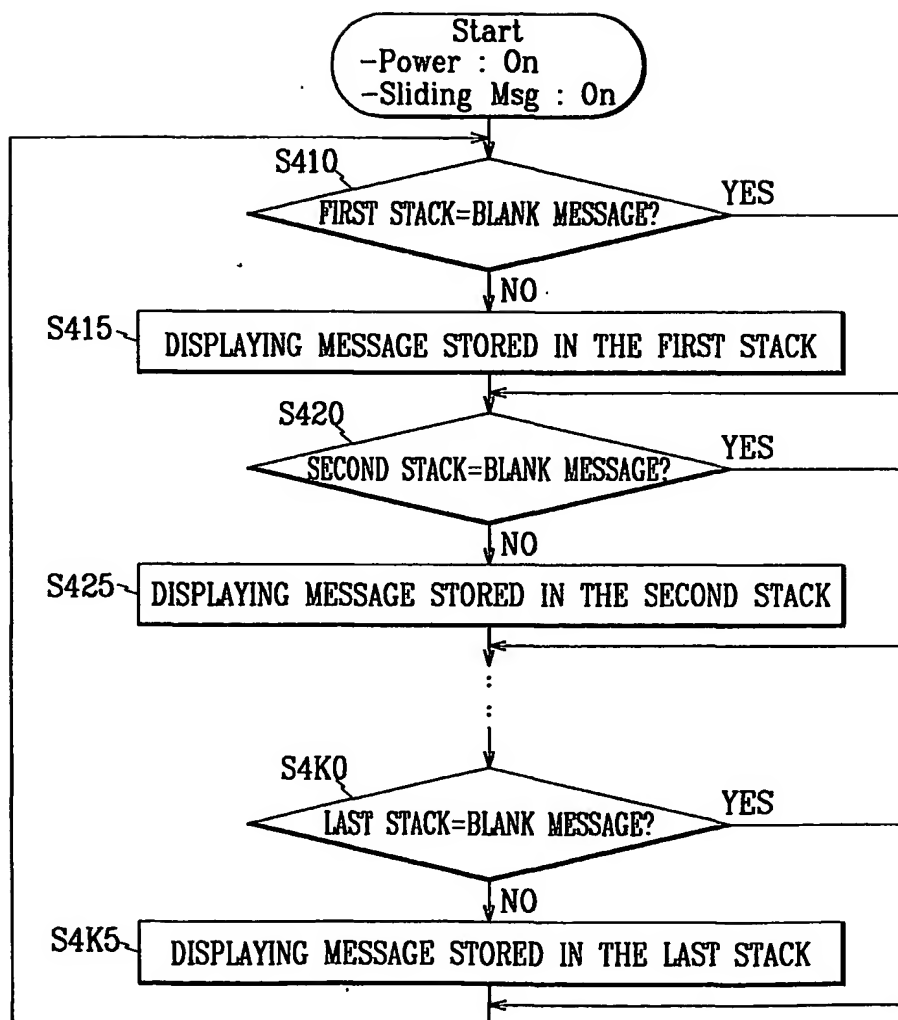 Start
-Power : On
-Sliding Msg : On
S410
FIRST STACK=BLANK MESSAGE?
YES
NO
S415
DISPLAYING MESSAGE STORED IN THE FIRST STACK
S420
SECOND STACK=BLANK MESSAGE?
YES
NO
S425
DISPLAYING MESSAGE STORED IN THE SECOND STACK
S4K0
LAST STACK=BLANK MESSAGE?
YES
NO
S4K5
DISPLAYING MESSAGE STORED IN THE LAST STACK